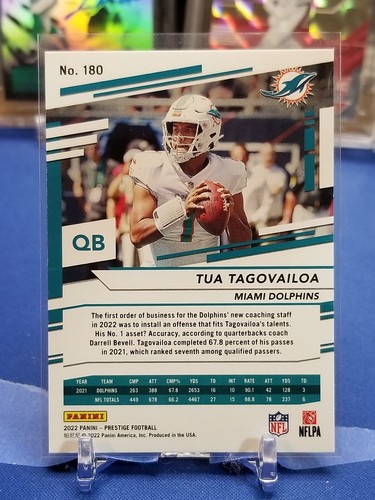 No. 180
QB
TUA TAGOVAILOA
MIAMI DOLPHINS
The first order of business for the Dolphins' new coaching staff
in 2022 was to install an offense that fits Tagovailoa's talents.
His No. 1 asset? Accuracy, according to quarterbacks coach
Darrell Bevell. Tagovailoa completed 67.8 percent of his passes
in 2021, which ranked seventh among qualified passers.
YEAR TEAM CMP ATT CMP% YDS TD INT RTG ATT YDS TD
2021 DOLPHINS 263 388 67.8 2653 16 10 90.1 42 128 3
NFL TOTALS 449 678 66.2 4467 27 15 88.8 78 237 6
PANINI
NFL
NFLPA
2022 PANINI - PRESTIGE FOOTBALL
© 2022 Panini America, Inc. Produced in the USA.